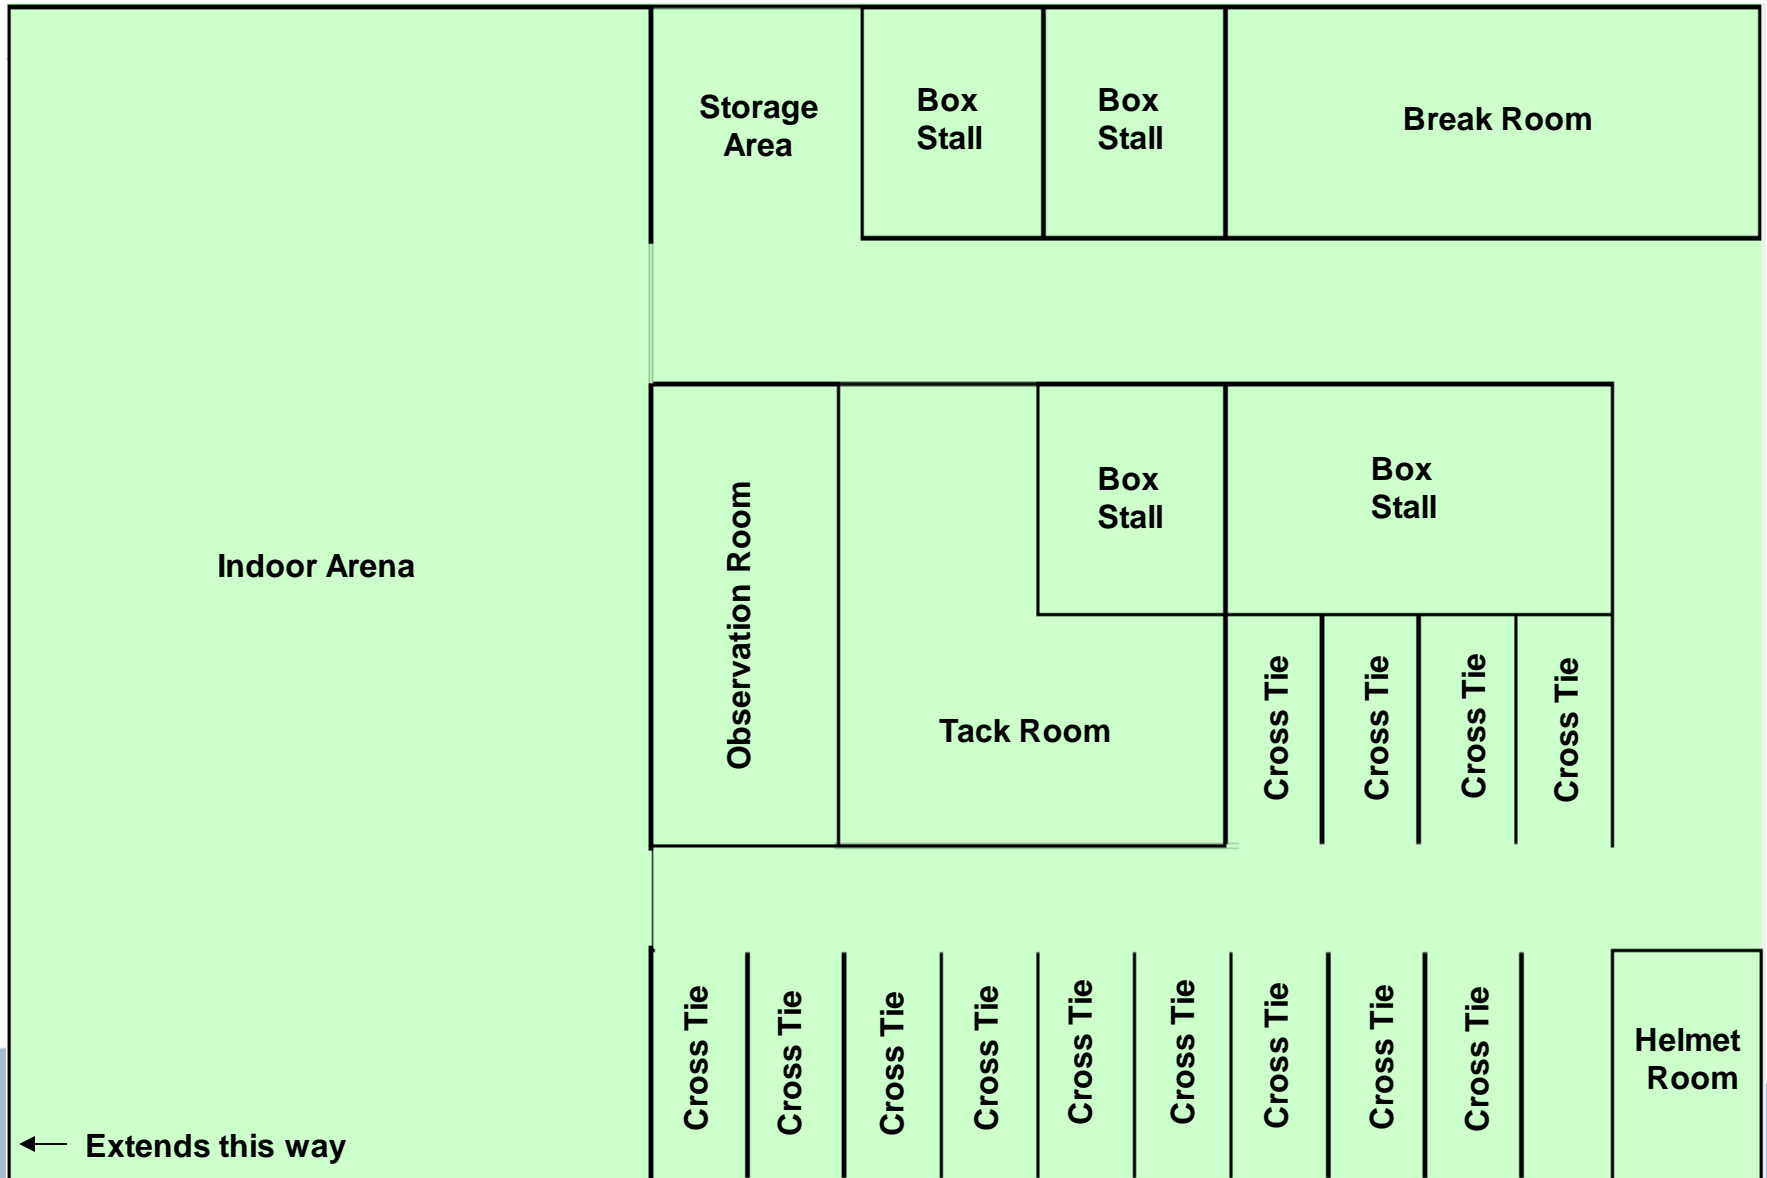 Storage
Area
Box
Stall
Box
Stall
Break Room
Indoor Arena
Observation Room
Tack Room
Box
Stall
Box
Stall
Cross Tie
Cross Tie
Cross Tie
Cross Tie
Cross Tie
Cross Tie
Cross Tie
Cross Tie
Cross Tie
Cross Tie
Cross Tie
Cross Tie
Cross Tie
Helmet
Room
Extends this way